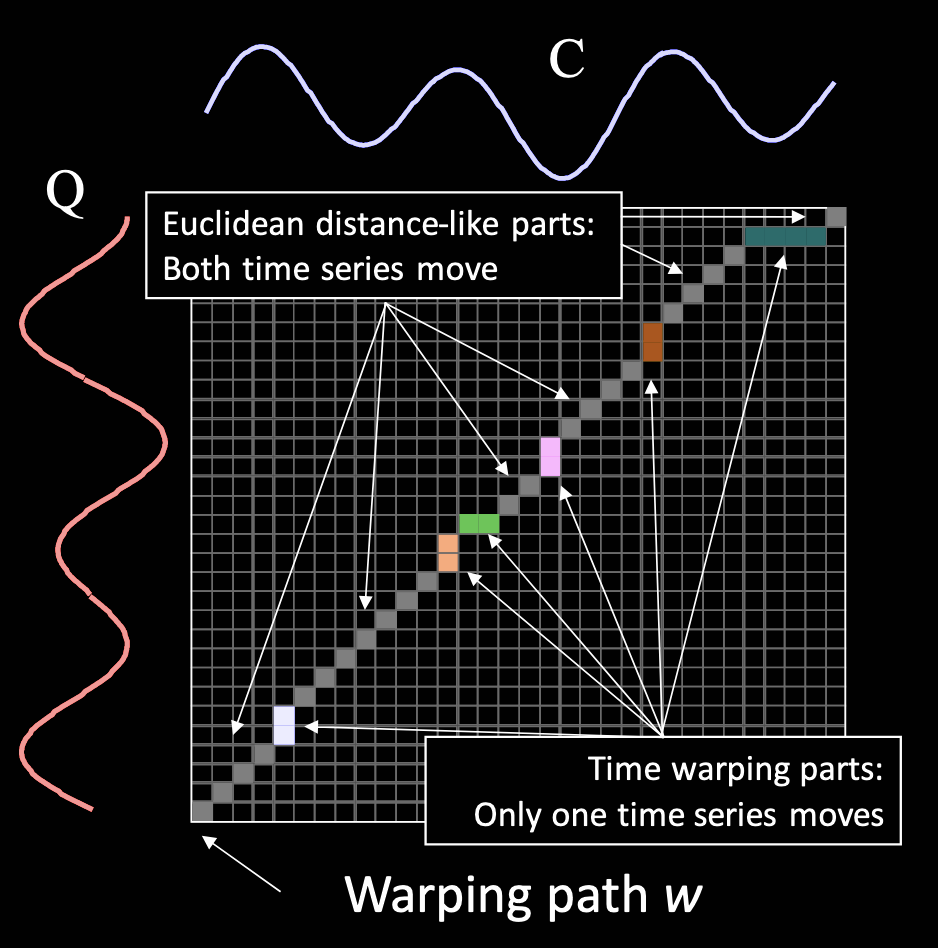 C
Q
Euclidean distance-like parts:
Both time series move
Time warping parts:
Only one time series moves
Warping path w